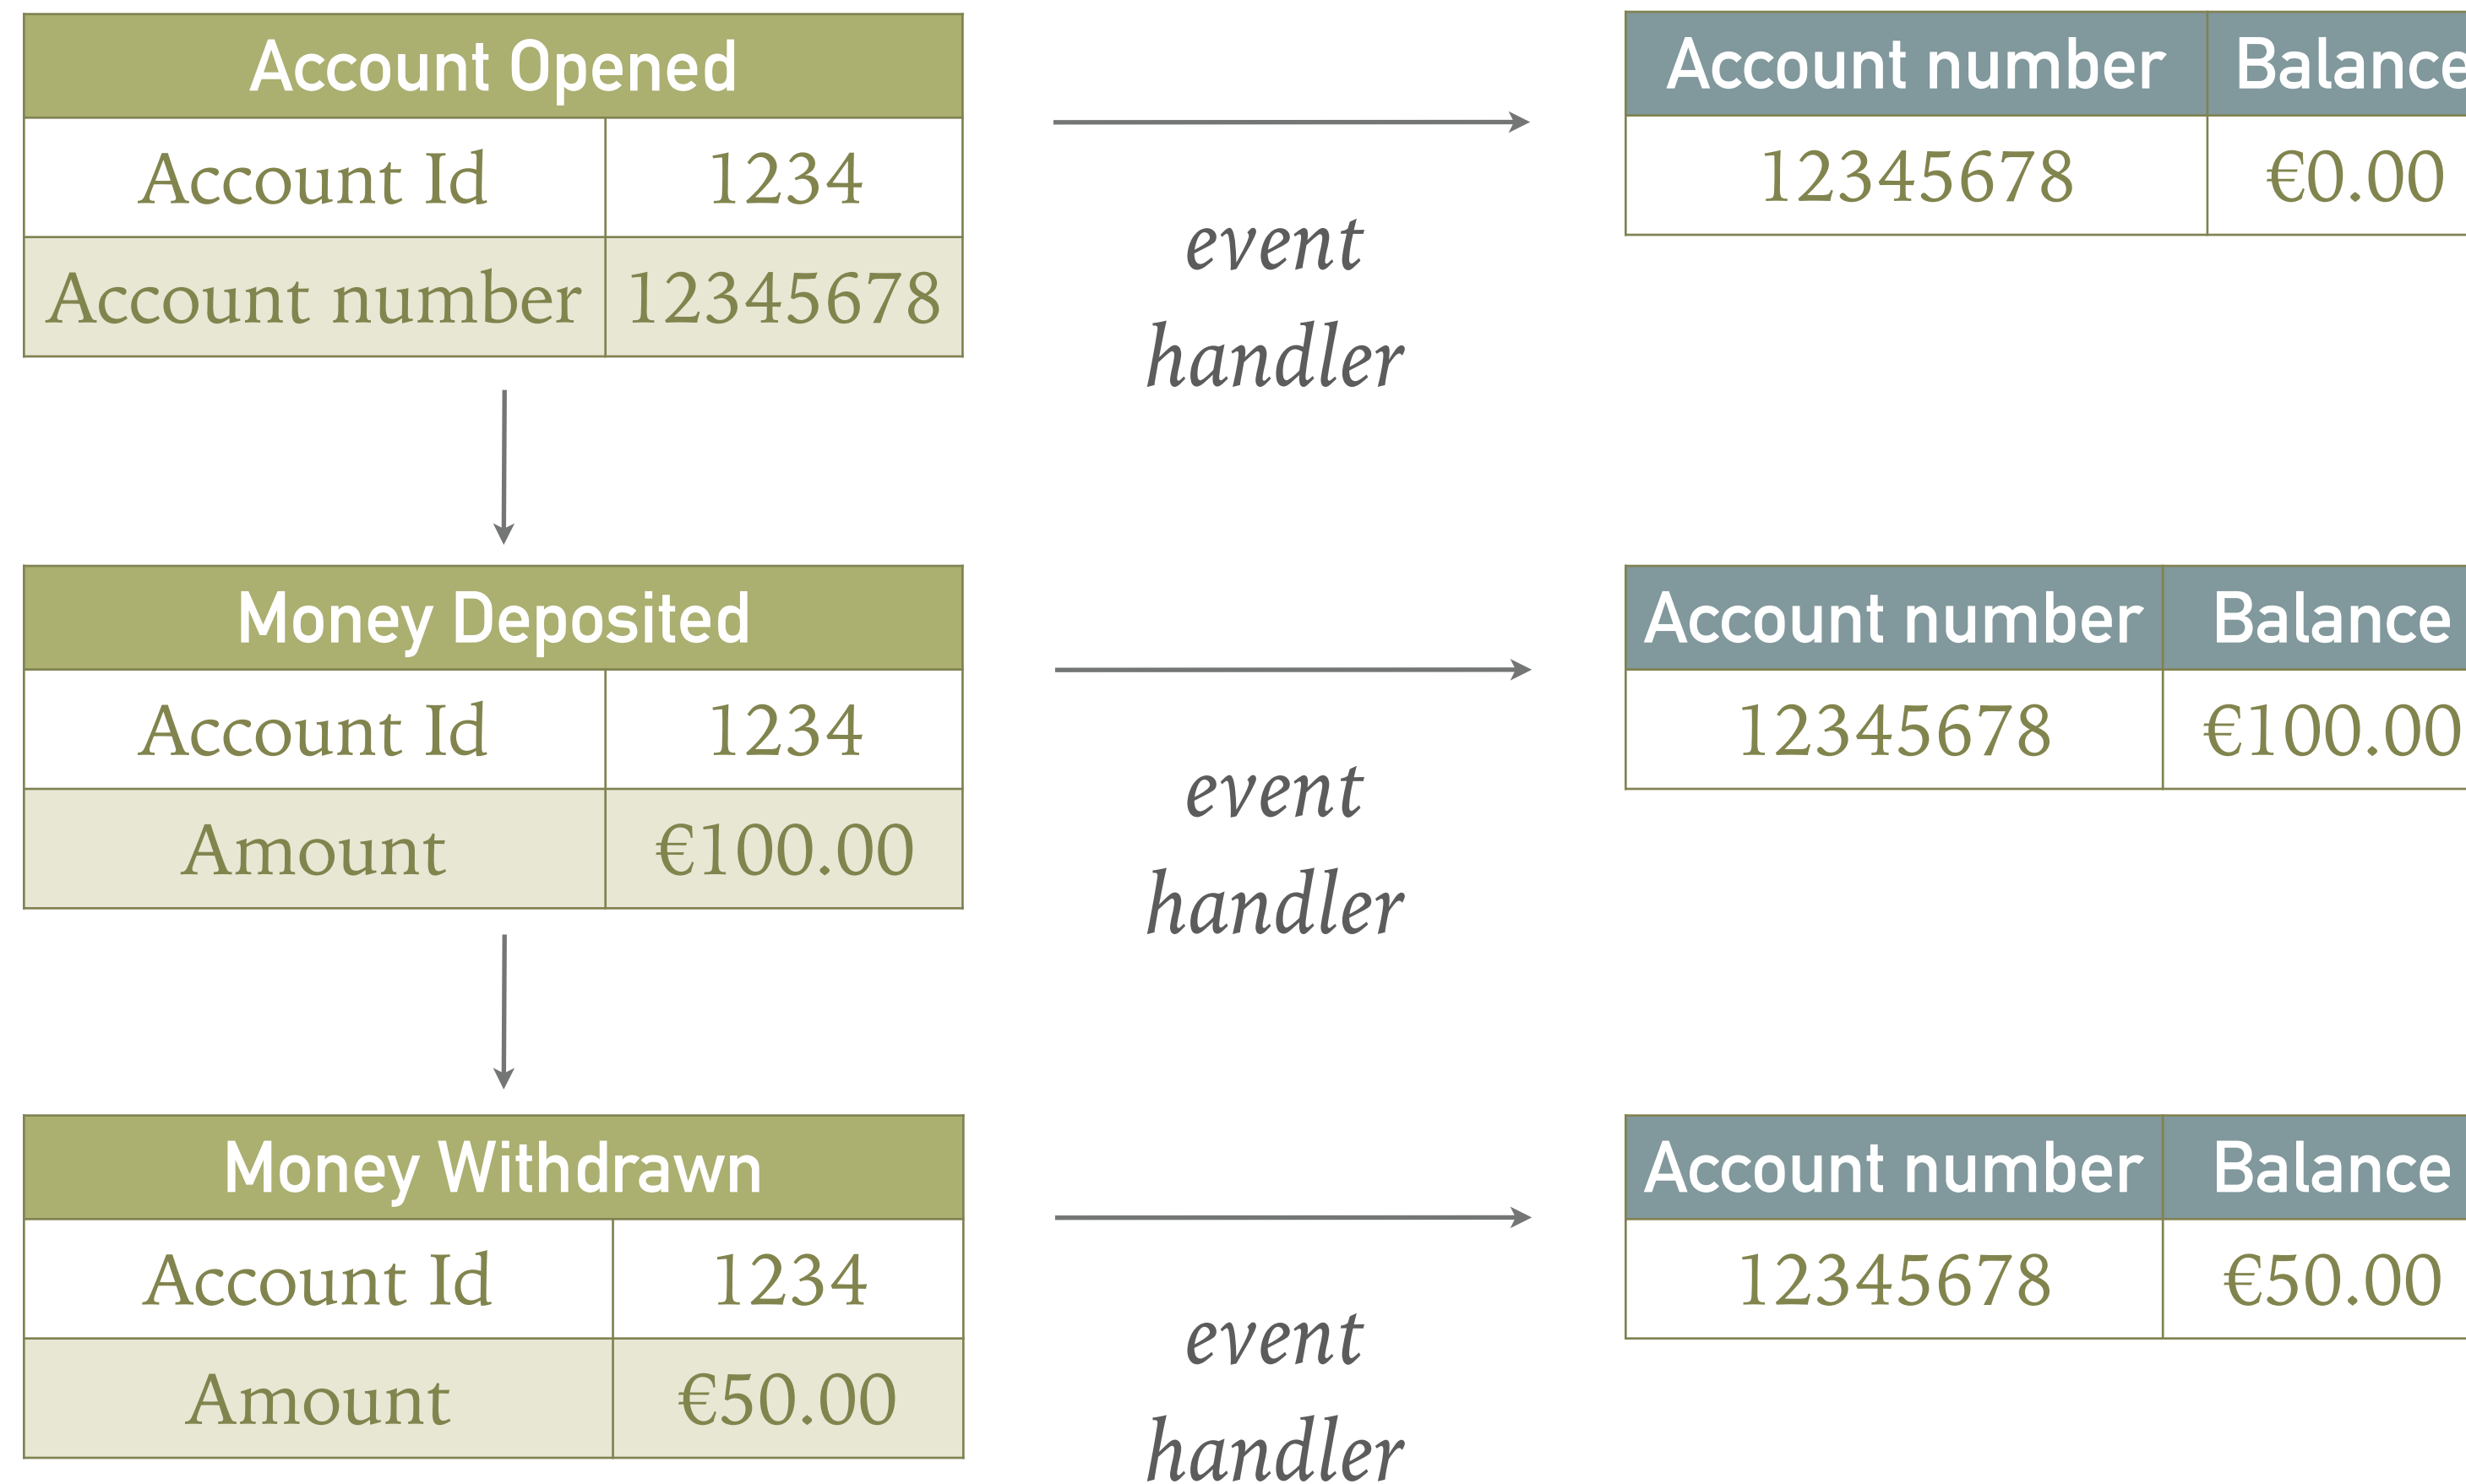 Account Opened
Account Id 1234
Account number 12345678
event
handler
Account number Balance
12345678 €0.00
Money Deposited
Account Id 1234
Amount €100.00
event
handler
Account number Balance
12345678 €100.00
Money Withdrawn
Account Id 1234
Amount €50.00
event
handler
Account number Balance
12345678 €50.00